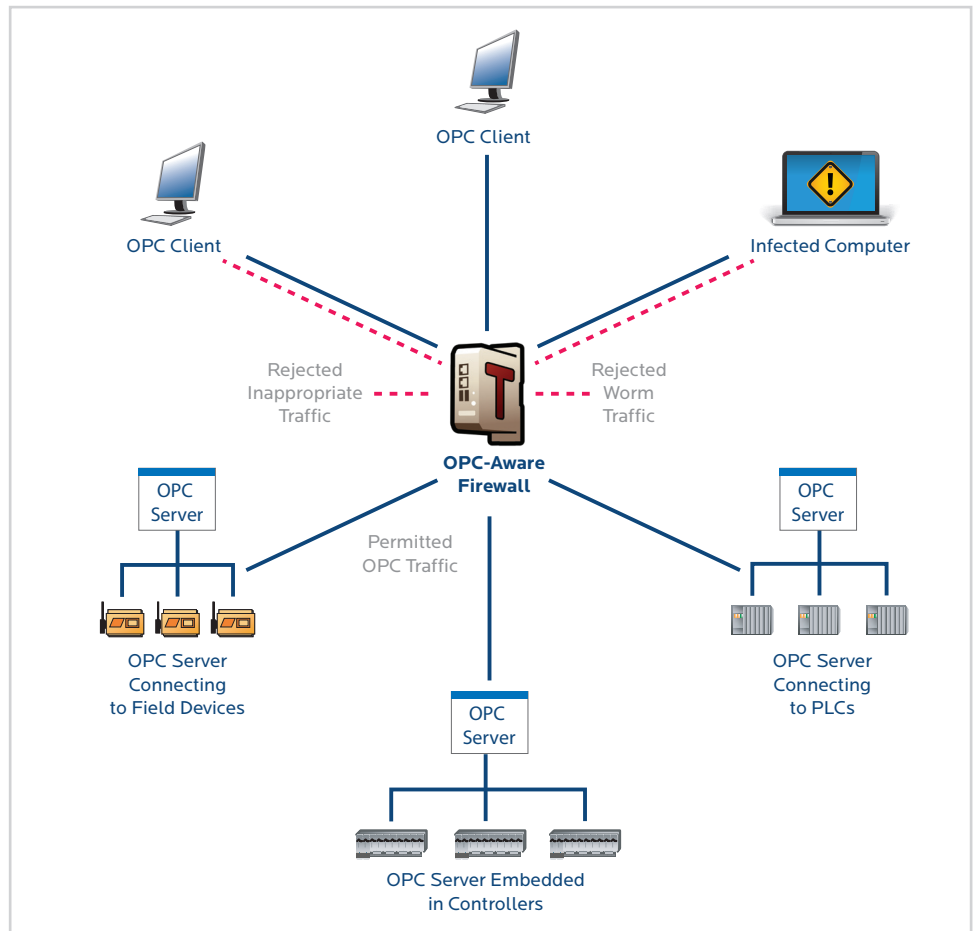 OPC Client
OPC Client
Infected Computer
Rejected
Inappropriate
Traffic
Rejected
Worm
Traffic
T
OPC-Aware
Firewall
OPC
Server
OPC
Server
Permitted
OPC Traffic
OPC Server
Connecting
to Field Devices
OPC Server
Connecting
to PLCs
OPC
Server
OPC Server Embedded
in Controllers